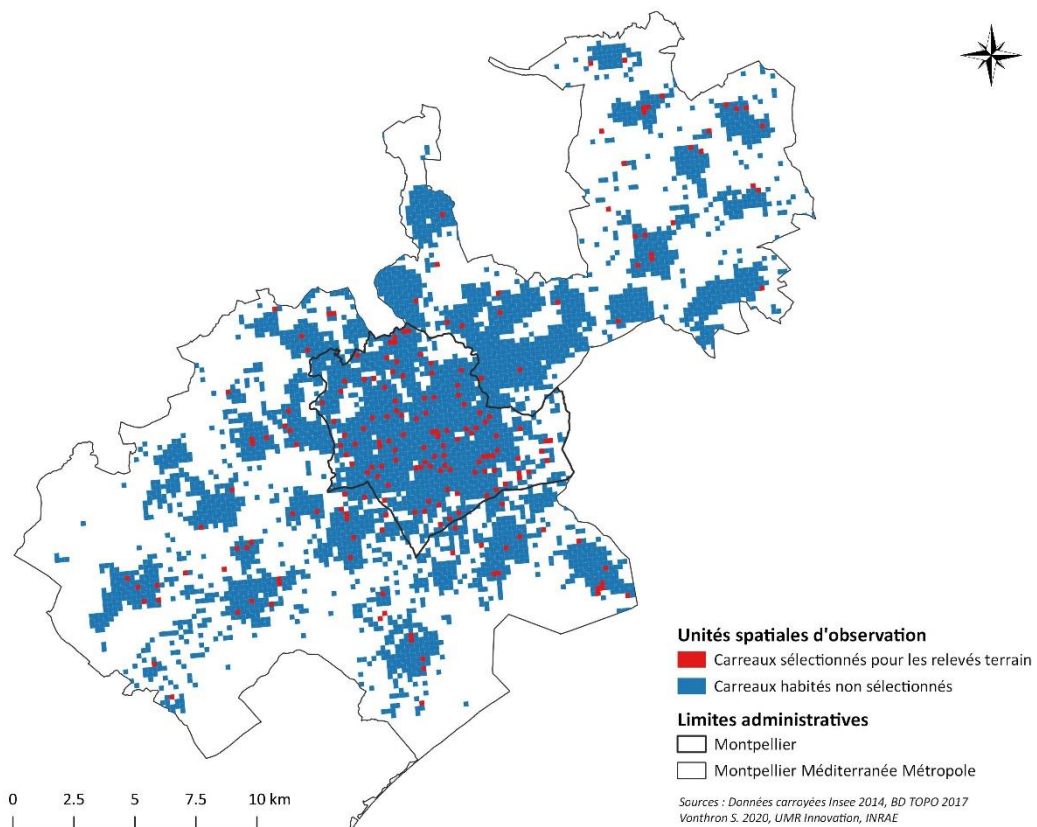 Unités spatiales d'observation
Carreaux sélectionnés pour les relevés terrain
Carreaux habités non sélectionnés
Limites administratives
Montpellier
Montpellier Méditerranée Métropole
0 2.5 5 7.5 10 km
Sources : Données carroyées Insee 2014, BD TOPO 2017
Vonthron S. 2020, UMR Innovation, INRAE